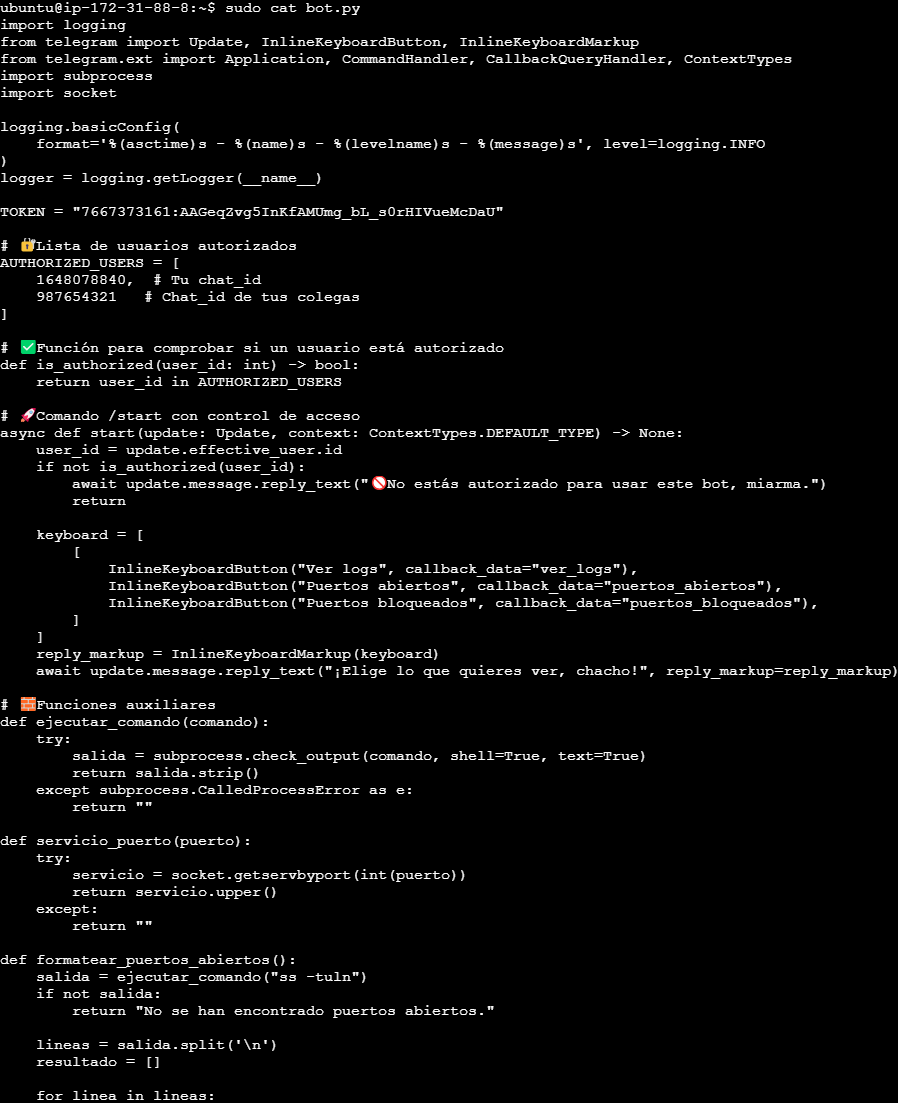 ubuntu@ip-172-31-88-8:~$ sudo cat bot.py
import logging
from telegram import Update, InlineKeyboardButton, InlineKeyboardMarkup
from telegram.ext import Application, CommandHandler, CallbackQueryHandler, ContextTypes
import subprocess
import socket

logging.basicConfig(
    format='%(asctime)s - %(name)s - %(levelname)s - %(message)s', level=logging.INFO
)
logger = logging.getLogger(__name__)

TOKEN = "7667373161:AAGeqZvg5InKfAMUmg_bL_s0rHIVueMcDaU"

# 🔐Lista de usuarios autorizados
AUTHORIZED_USERS = [
    1648078840,  # Tu chat_id
    987654321   # Chat_id de tus colegas
]

# ✅Función para comprobar si un usuario está autorizado
def is_authorized(user_id: int) -> bool:
    return user_id in AUTHORIZED_USERS

# 🚀Comando /start con control de acceso
async def start(update: Update, context: ContextTypes.DEFAULT_TYPE) -> None:
    user_id = update.effective_user.id
    if not is_authorized(user_id):
        await update.message.reply_text("🚫No estás autorizado para usar este bot, miarma.")
        return

    keyboard = [
        [
            InlineKeyboardButton("Ver logs", callback_data="ver_logs"),
            InlineKeyboardButton("Puertos abiertos", callback_data="puertos_abiertos"),
            InlineKeyboardButton("Puertos bloqueados", callback_data="puertos_bloqueados"),
        ]
    ]
    reply_markup = InlineKeyboardMarkup(keyboard)
    await update.message.reply_text("¡Elige lo que quieres ver, chacho!", reply_markup=reply_markup)

# 🧱Funciones auxiliares
def ejecutar_comando(comando):
    try:
        salida = subprocess.check_output(comando, shell=True, text=True)
        return salida.strip()
    except subprocess.CalledProcessError as e:
        return ""

def servicio_puerto(puerto):
    try:
        servicio = socket.getservbyport(int(puerto))
        return servicio.upper()
    except:
        return ""

def formatear_puertos_abiertos():
    salida = ejecutar_comando("ss -tuln")
    if not salida:
        return "No se han encontrado puertos abiertos."

    lineas = salida.split('\n')
    resultado = []

    for linea in lineas: